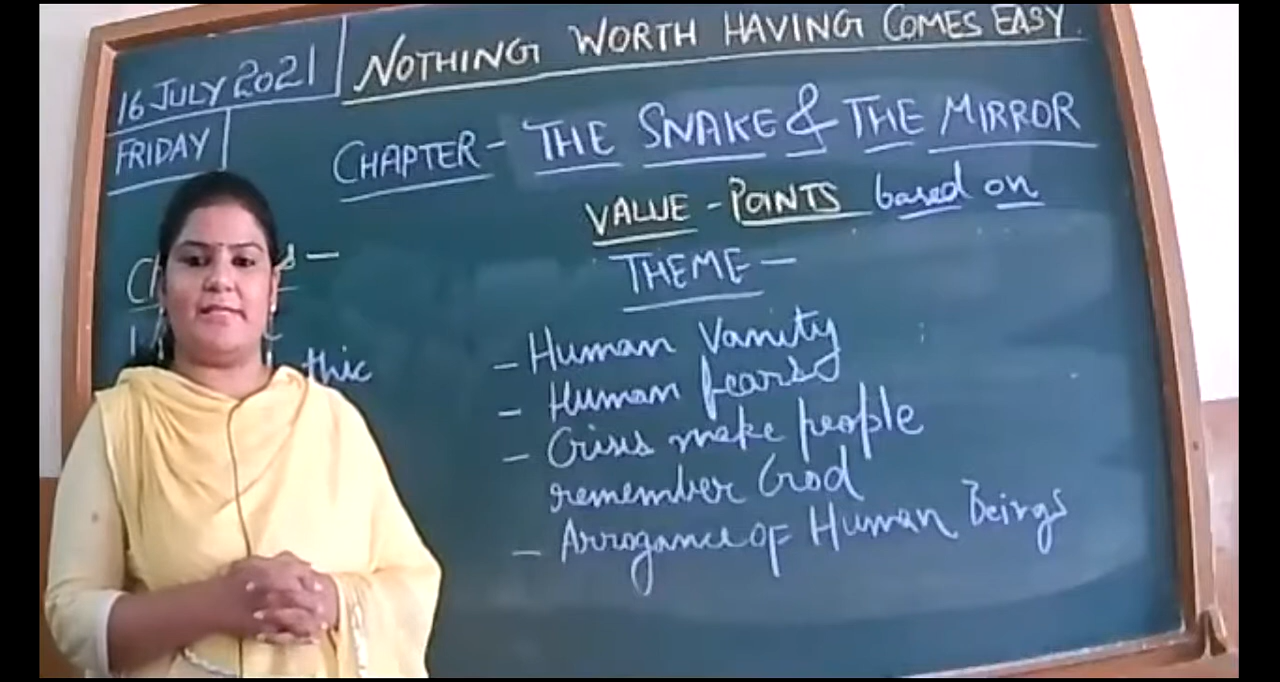 16 JULY 2021
FRIDAY
NOTHING WORTH HAVING COMES EASY.
CHAPTER - THE SNAKE & THE MIRROR
VALUE - POINTS based on
THEME -
- Human Vanity
- Human fears
- Crisis make people
remember God
- Arrogance of Human Beings